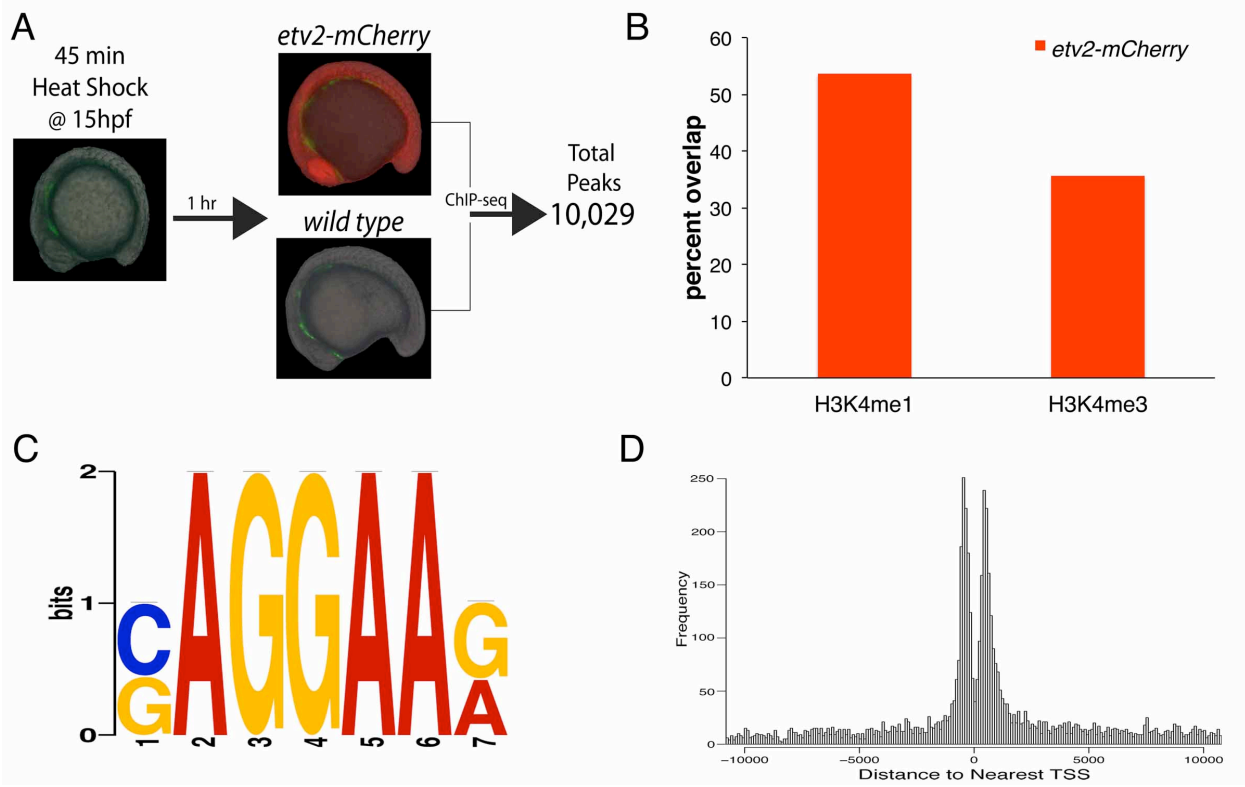 A
45 min
Heat Shock
@ 15hpf
1 hr
etv2-mCherry
wild type
ChIP-seq
Total
Peaks
10,029
B
60
50
40
30
20
10
0
percent overlap
etv2-mCherry
H3K4me1
H3K4me3
C
2
1
0
bits
C
G
A
G
G
A
A
G
A
1 2 3 4 5 6 7
D
250
200
150
100
50
0
Frequency
−10000 −5000 0 5000 10000
Distance to Nearest TSS